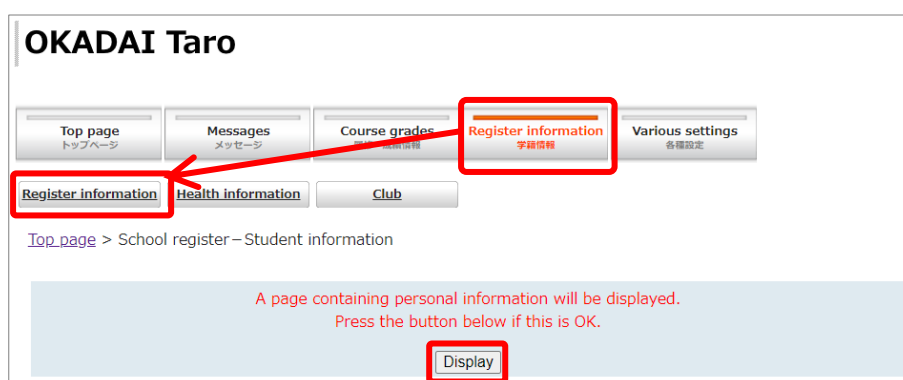 OKADAI Taro
Top page
トップページ
Messages
メッセージ
Course grades
Register information
学籍情報
Various settings
各種設定
Register information
Health information
Club
Top page > School register－Student information
A page containing personal information will be displayed.
Press the button below if this is OK.
Display